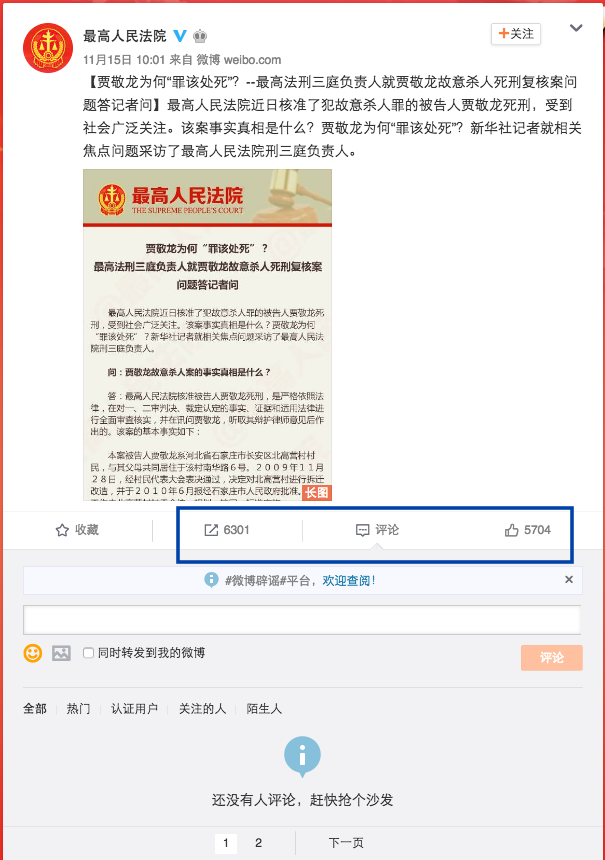 最高人民法院
+关注
11月15日 10:01 来自 微博 weibo.com
【贾敬龙为何“罪该处死”？--最高法刑三庭负责人就贾敬龙故意杀人死刑复核案问
题答记者问】最高人民法院近日核准了犯故意杀人罪的被告人贾敬龙死刑，受到
社会广泛关注。该案事实真相是什么？贾敬龙为何“罪该处死”？新华社记者就相关
焦点问题采访了最高人民法院刑三庭负责人。
最高人民法院
THE SUPREME PEOPLE'S COURT
贾敬龙为何“罪该处死”？
最高法刑三庭负责人就贾敬龙故意杀人死刑复核案
问题答记者问
最高人民法院近日核准了犯故意杀人罪的被告人贾敬龙死
刑，受到社会广泛关注。该案事实真相是什么？贾敬龙为何
“罪该处死”？新华社记者就相关焦点问题采访了最高人民法
院刑三庭负责人。
问：贾敬龙故意杀人案的事实真相是什么？
答：最高人民法院核准被告人贾敬龙死刑，是严格依照法
律，在对一、二审判决、裁定认定的事实、证据和适用法律进
行全面审查核实，并在讯问贾敬龙，听取其辩护律师意见后作
出的。该案的基本事实如下：
本案被告人贾敬龙系河北省石家庄市长安区北高营村村
民，与其父母共同居住于该村南华路6号。2009年11月
28日，经村民代表大会表决通过，决定对北高营村进行拆迁
改造，并于2010年6月报经石家庄市人民政府批准。
长图
收藏
6301
评论
5704
#微博辟谣#平台，欢迎查阅！
×
同时转发到我的微博
评论
全部 热门 认证用户 关注的人 陌生人
还没有人评论，赶快抢个沙发
1 2 下一页